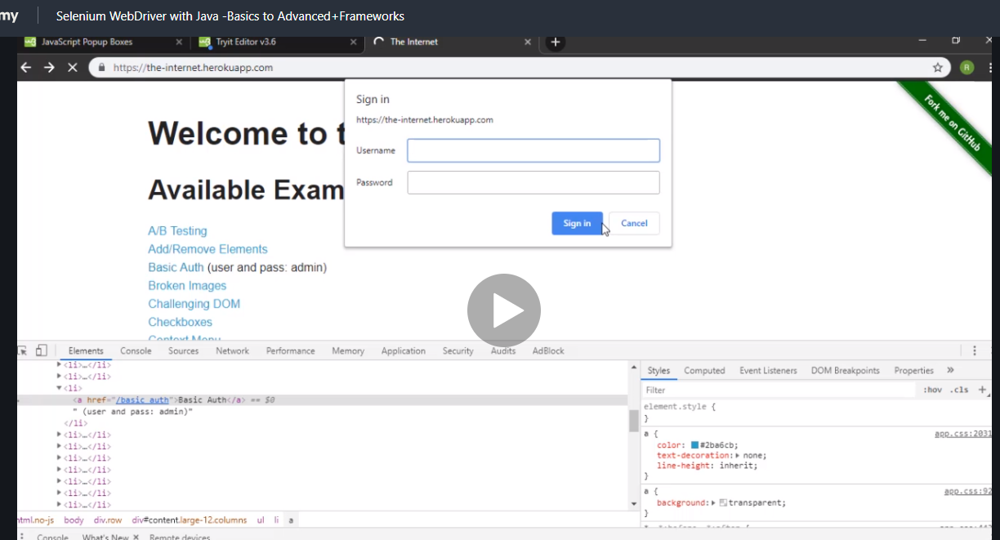 my Selenium WebDriver with Java -Basics to Advanced+Frameworks
JavaScript Popup Boxes × Tryit Editor v3.6 × The Internet × +
https://the-internet.herokuapp.com R
Fork me on GitHub
Sign in
https://the-internet.herokuapp.com
Username
Password
Sign in Cancel
Welcome to t
Available Exam
A/B Testing
Add/Remove Elements
Basic Auth (user and pass: admin)
Broken Images
Challenging DOM
Checkboxes
Context Menu
Elements Console Sources Network Performance Memory Application Security Audits AdBlock
<li>…</li>
<li>…</li>
<li>
<a href="/basic_auth">Basic Auth</a> == $0
" (user and pass: admin)"
</li>
<li>…</li>
<li>…</li>
<li>…</li>
<li>…</li>
<li>…</li>
<li>…</li>
<li>…</li>
html.no-js body div.row div#content.large-12.columns ul li a
Styles Computed Event Listeners DOM Breakpoints Properties »
Filter :hov .cls +
element.style {
}
a { app.css:2031
color: #2ba6cb;
text-decoration: none;
line-height: inherit;
}
a { app.css:92
background: transparent;
}
Console What's New × Remote devices